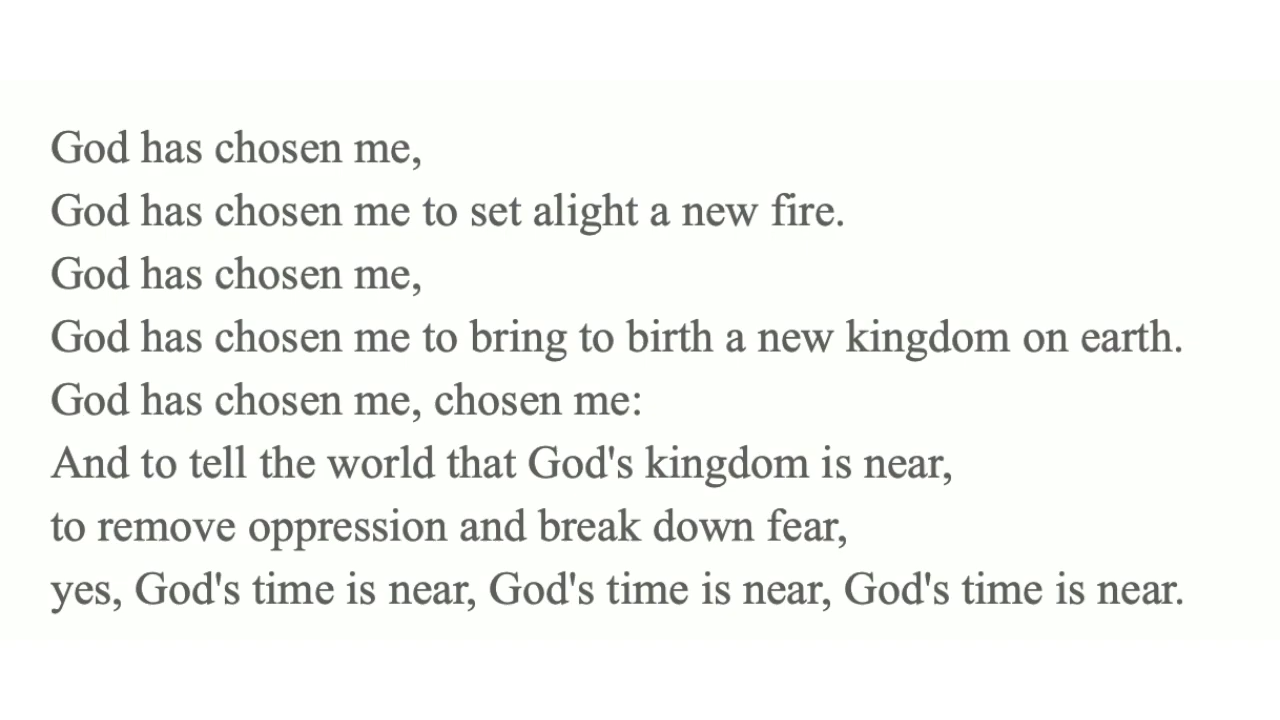 God has chosen me,
God has chosen me to set alight a new fire.
God has chosen me,
God has chosen me to bring to birth a new kingdom on earth.
God has chosen me, chosen me:
And to tell the world that God's kingdom is near,
to remove oppression and break down fear,
yes, God's time is near, God's time is near, God's time is near.